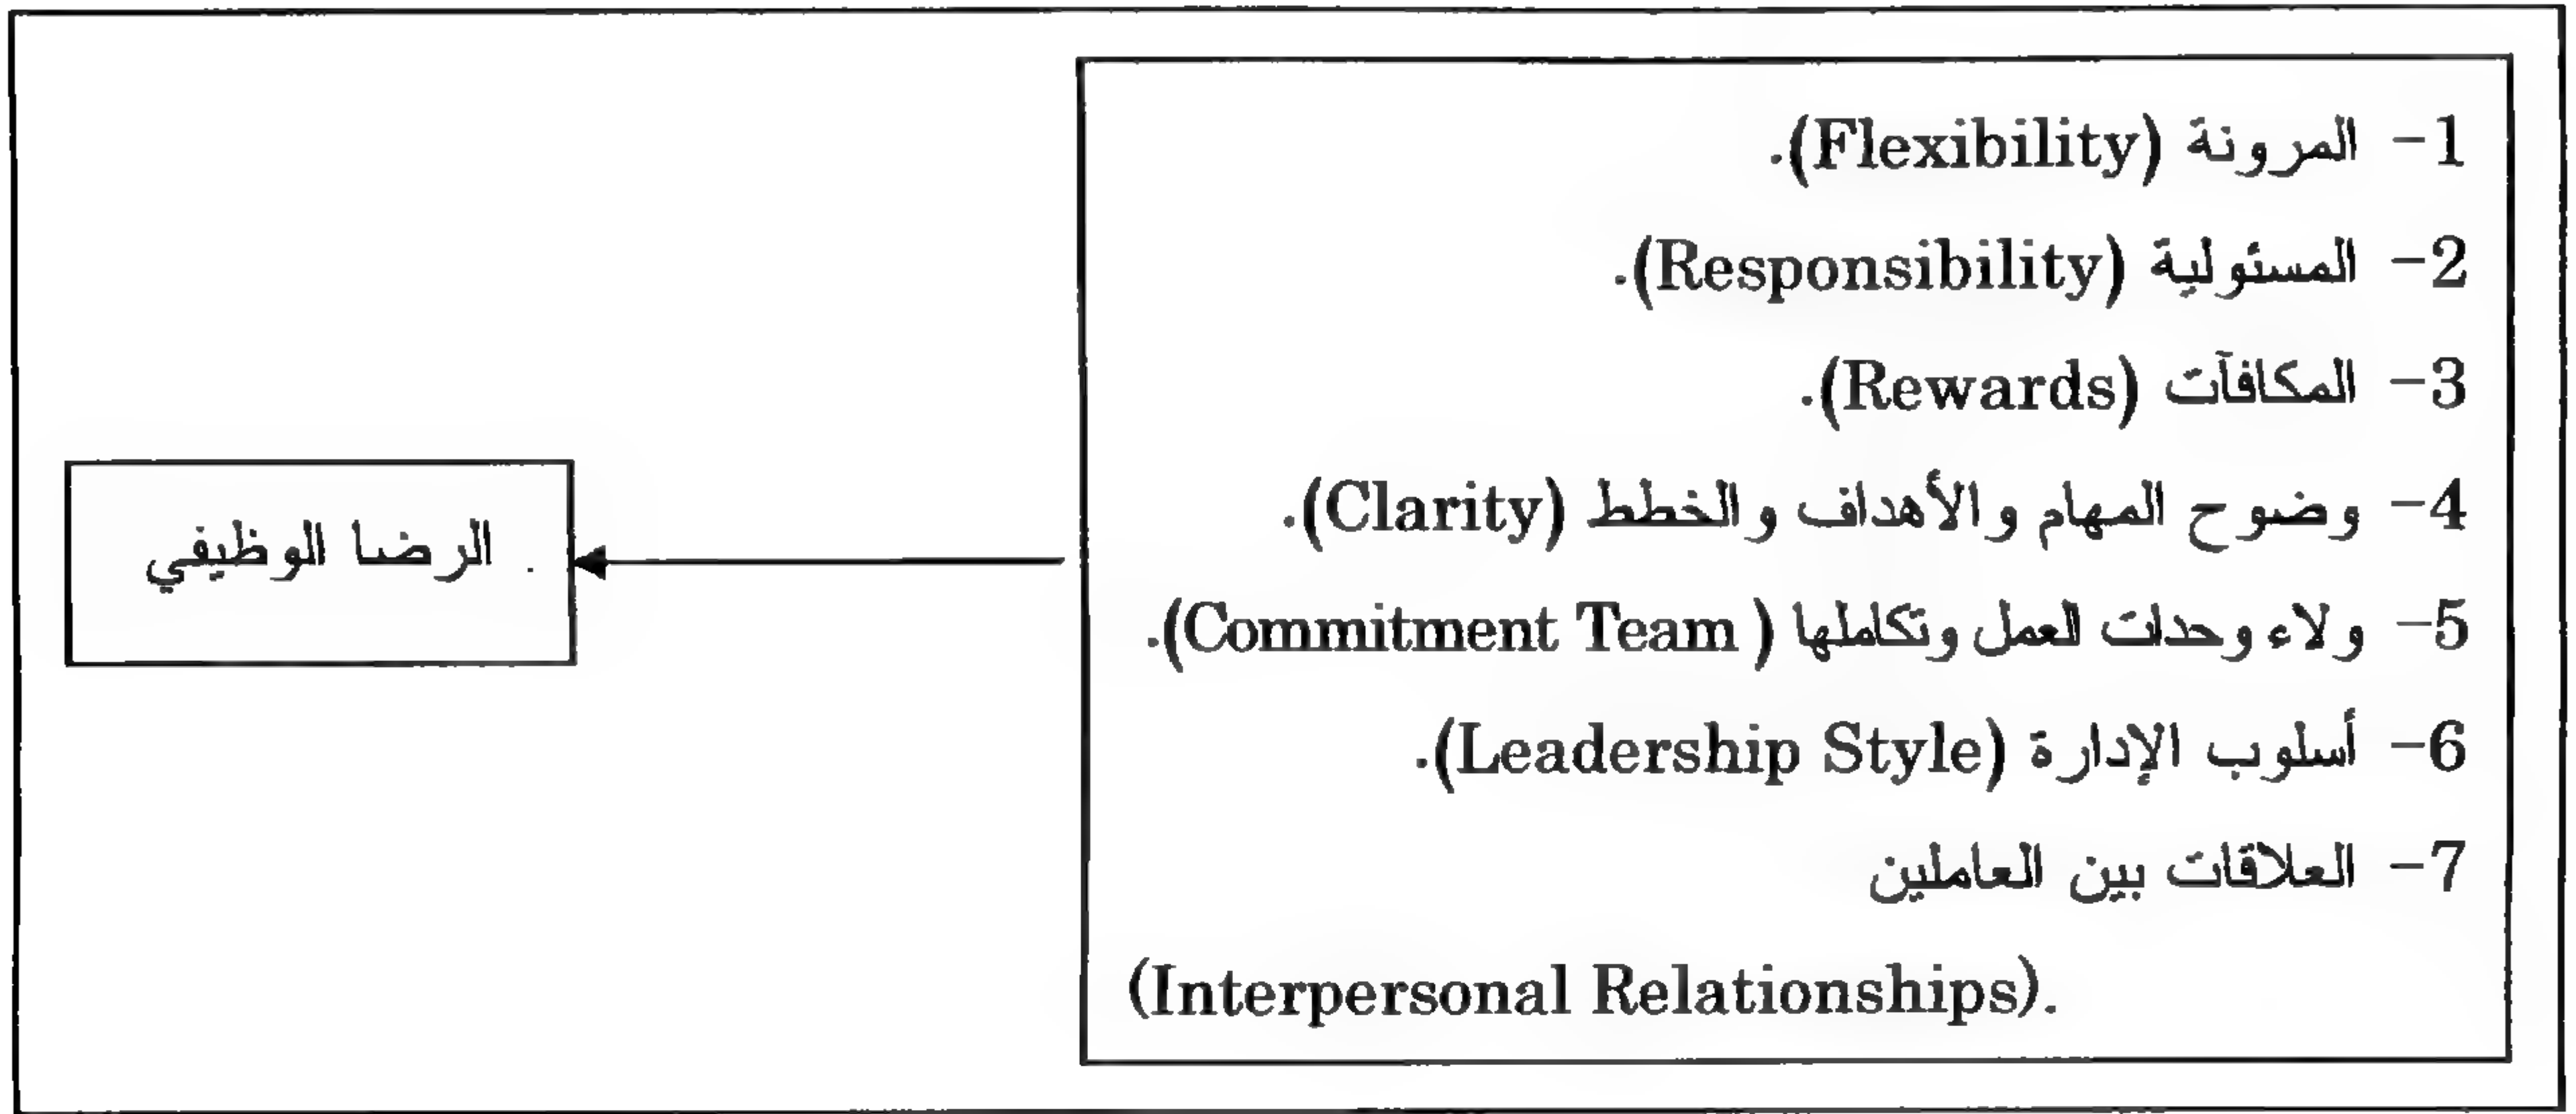 1- المرونة (Flexibility).
2- المسئولية (Responsibility).
3- المكافآت (Rewards).
4- وضوح المهام والأهداف والخطط (Clarity).
5- ولاء وحدات العمل وتكاملها (Commitment Team ).
6- أسلوب الإدارة (Leadership Style).
7- العلاقات بين العاملين
(Interpersonal Relationships).
. الرضا الوظيفي